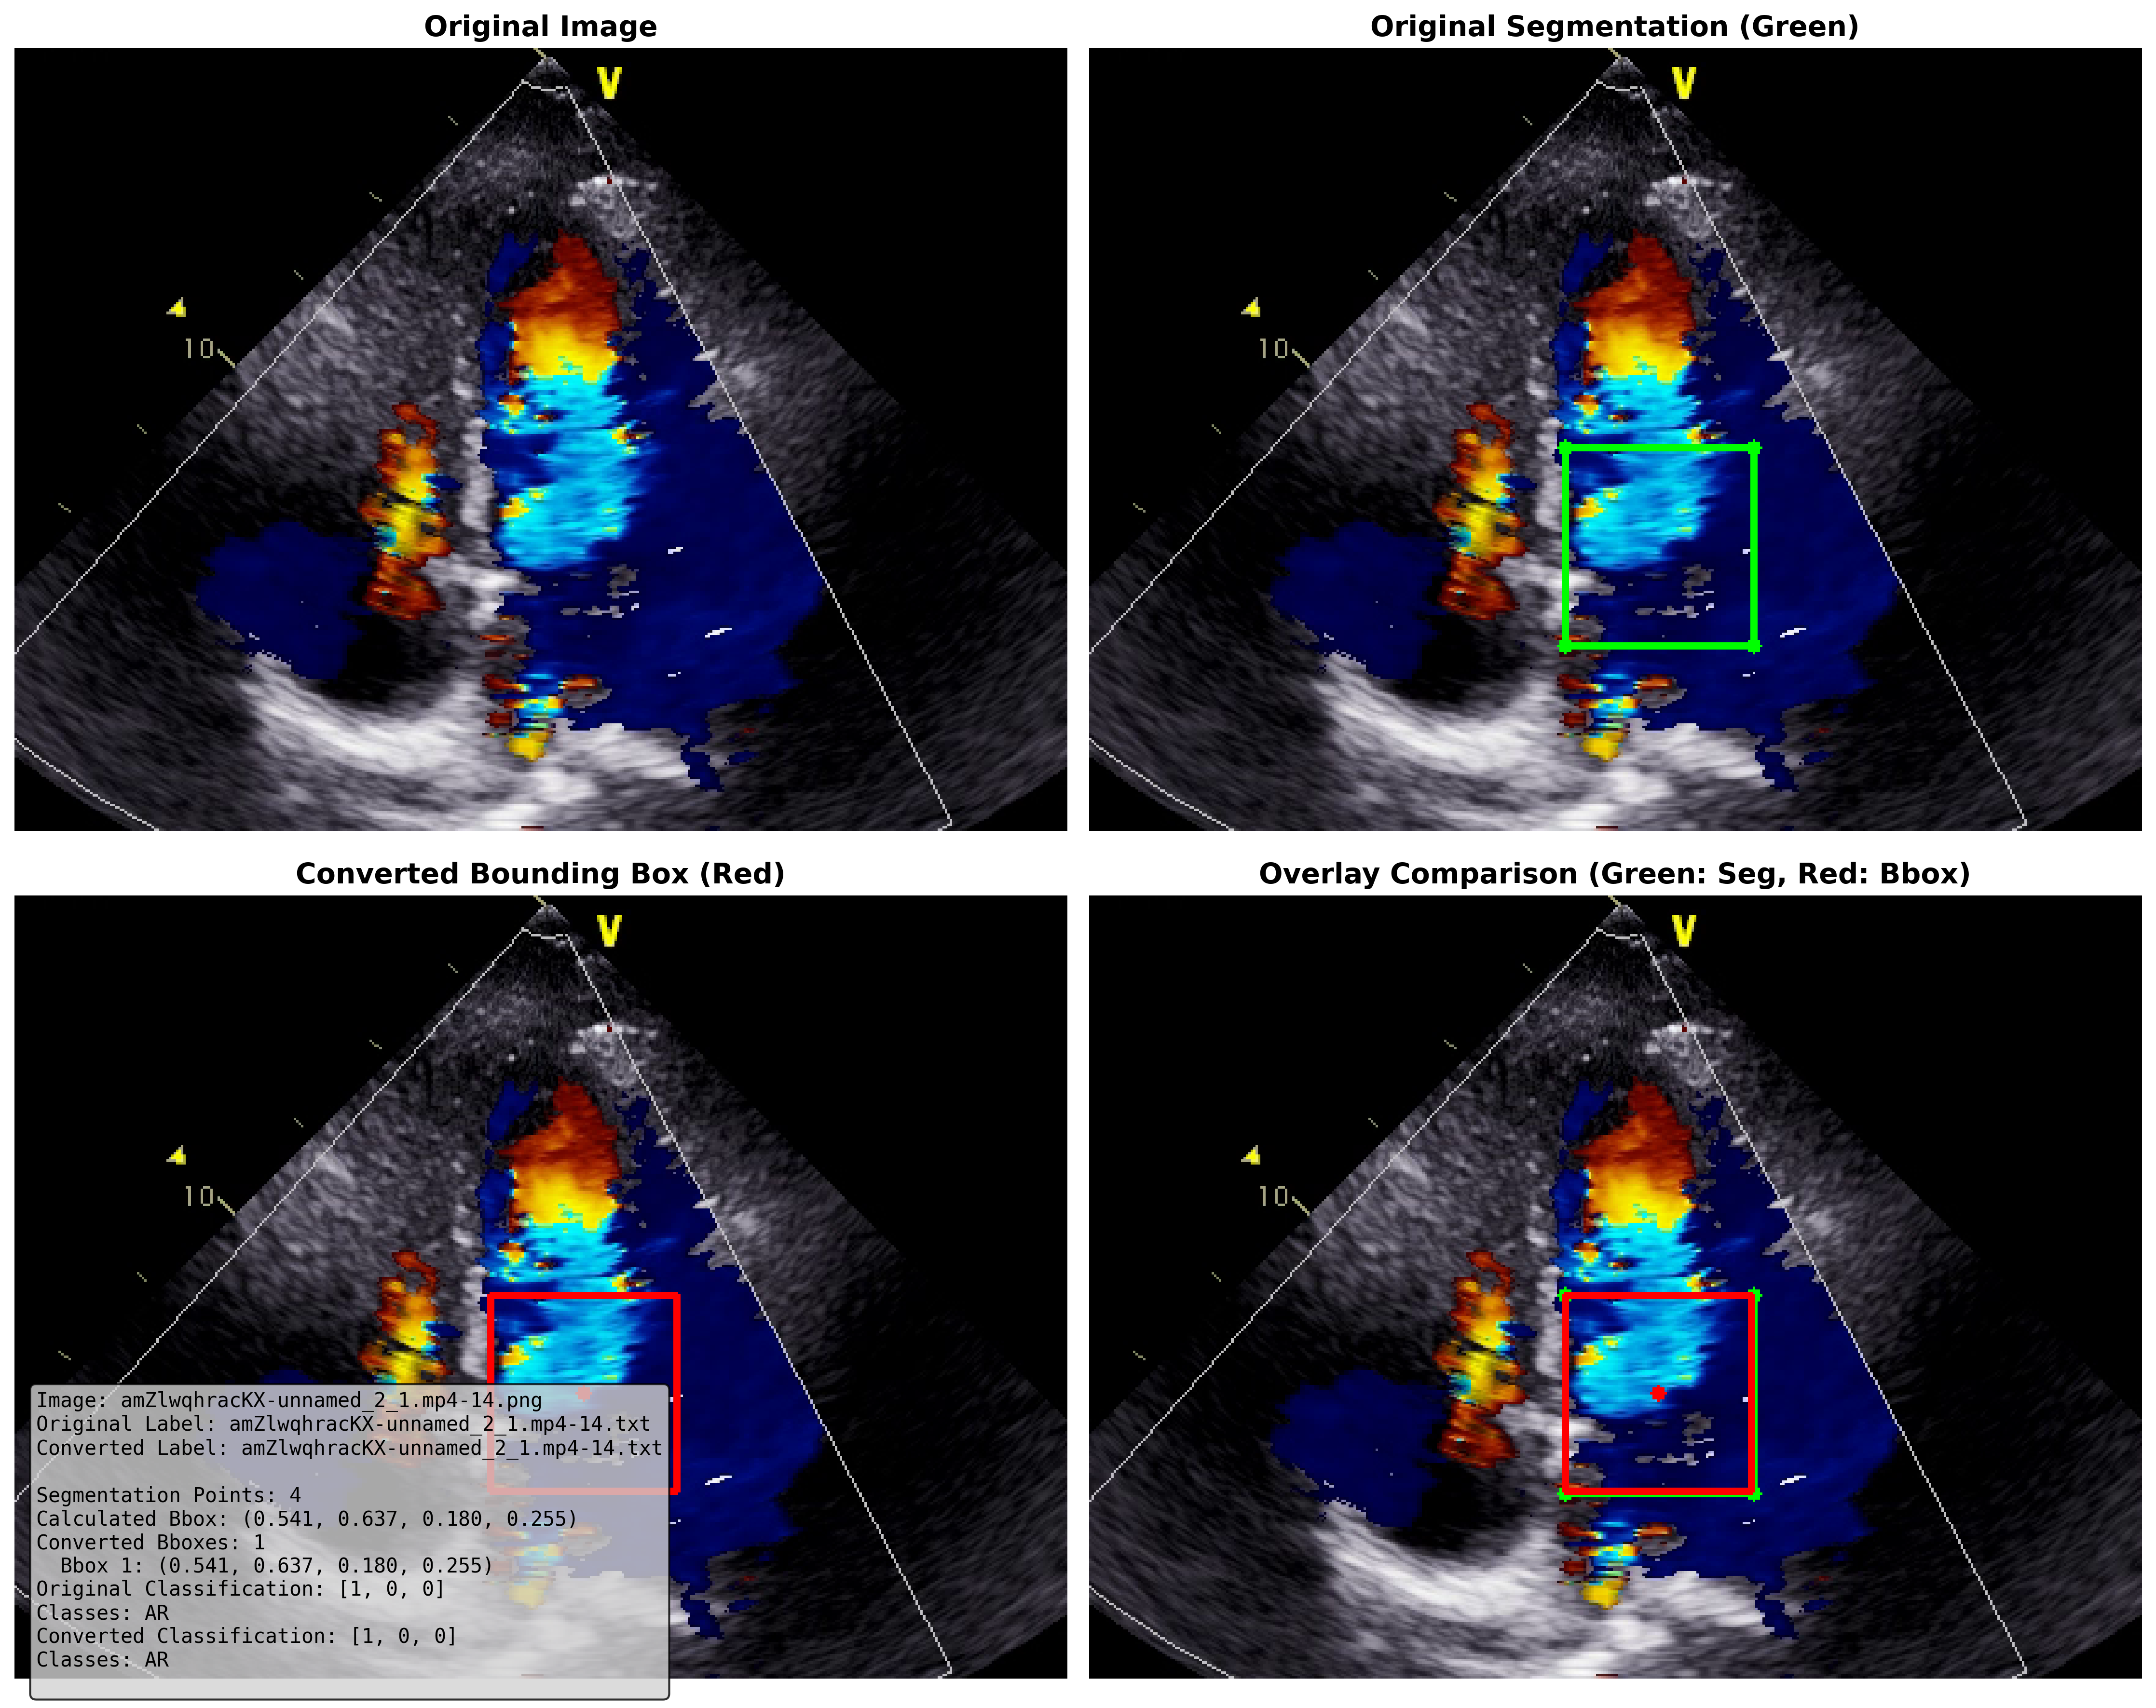 Original Image
Original Segmentation (Green)
V
10
V
10
Converted Bounding Box (Red)
Overlay Comparison (Green: Seg, Red: Bbox)
V
10
V
10
Image: amZlwqhracKX-unnamed_2_1.mp4-14.png
Original Label: amZlwqhracKX-unnamed_2_1.mp4-14.txt
Converted Label: amZlwqhracKX-unnamed_2_1.mp4-14.txt
Segmentation Points: 4
Calculated Bbox: (0.541, 0.637, 0.180, 0.255)
Converted Bboxes: 1
Bbox 1: (0.541, 0.637, 0.180, 0.255)
Original Classification: [1, 0, 0]
Classes: AR
Converted Classification: [1, 0, 0]
Classes: AR